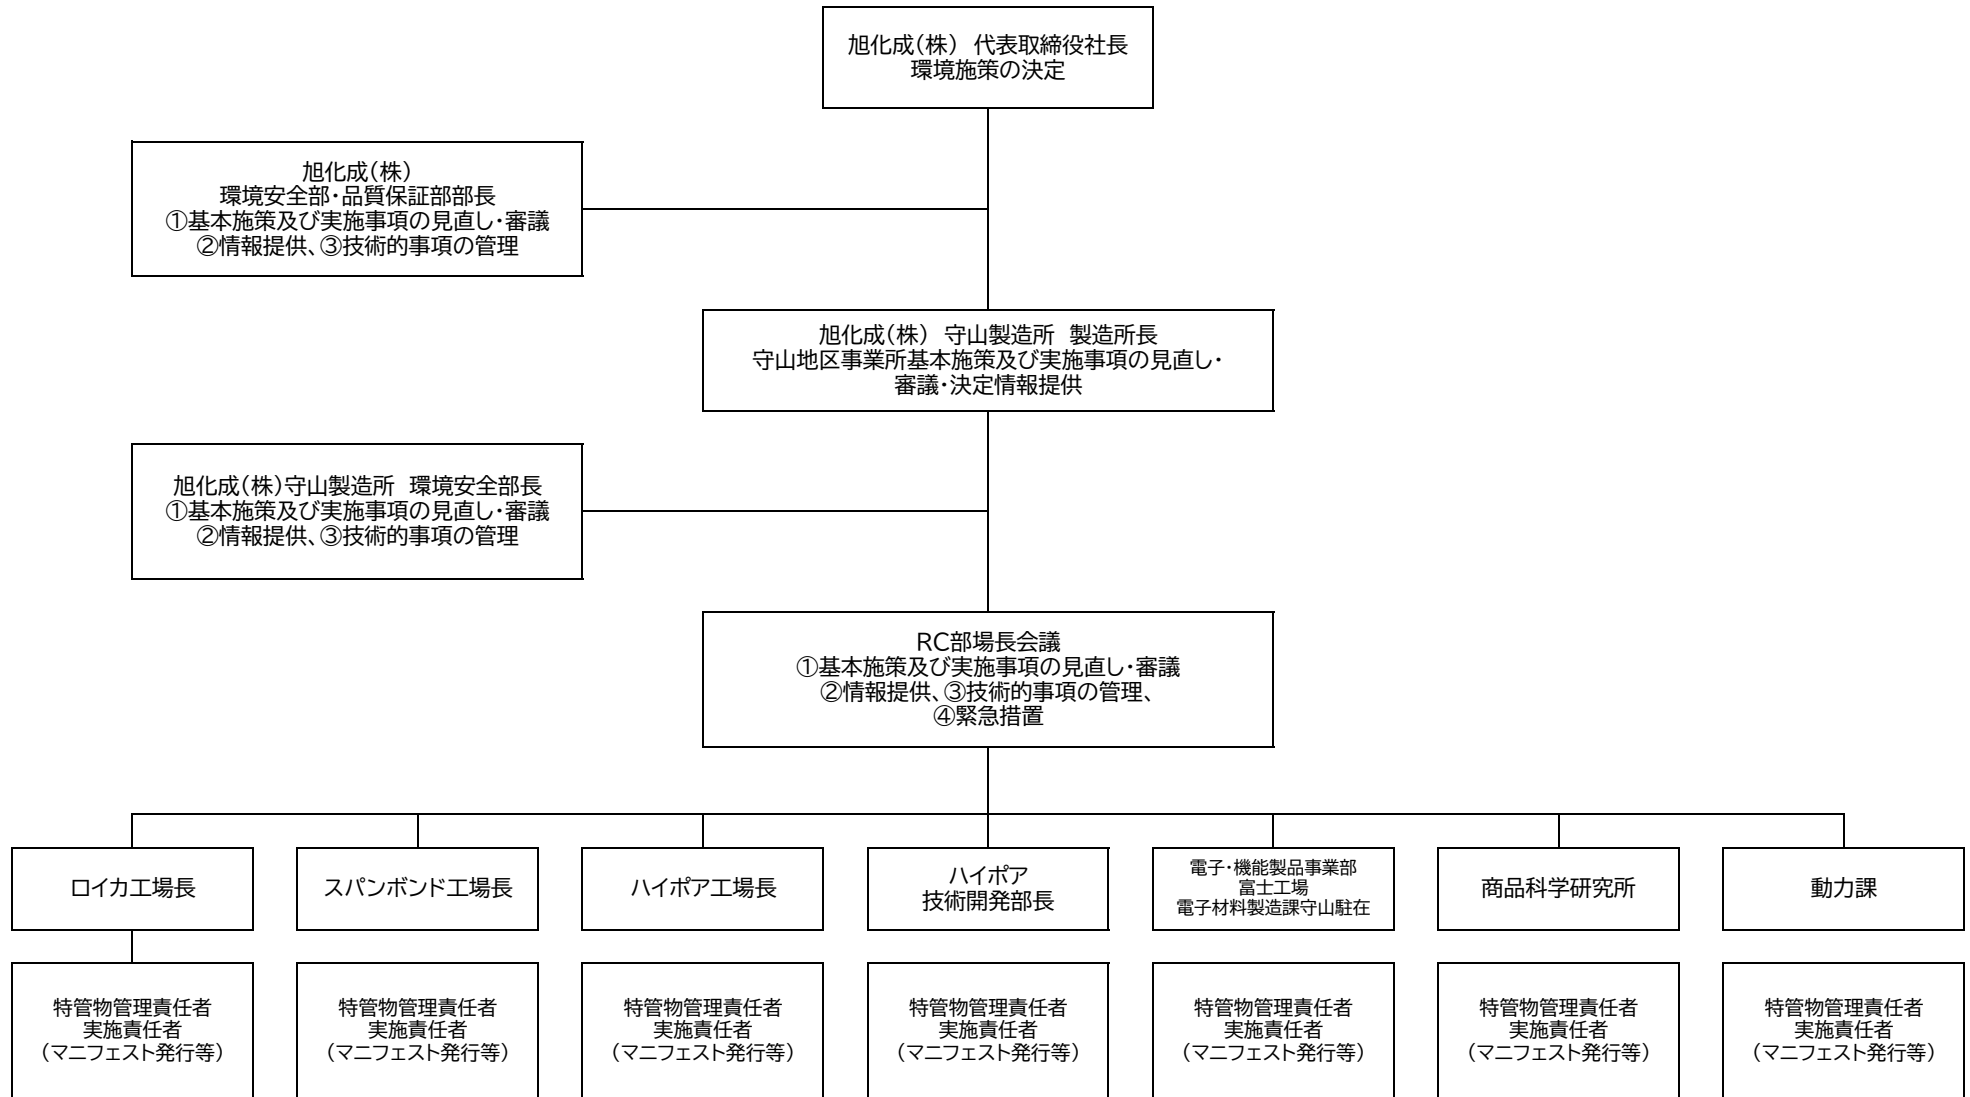 旭化成（株）　代表取締役社長
環境施策の決定
旭化成（株）
環境安全部・品質保証部部長
①基本施策及び実施事項の見直し・審議
②情報提供、③技術的事項の管理
旭化成（株）　守山製造所　製造所長
守山地区事業所基本施策及び実施事項の見直し・
審議・決定情報提供
旭化成（株）守山製造所　環境安全部長
①基本施策及び実施事項の見直し・審議
②情報提供、③技術的事項の管理
RC部場長会議
①基本施策及び実施事項の見直し・審議
②情報提供、③技術的事項の管理、
④緊急措置
ロイカ工場長
スパンボンド工場長
ハイポア工場長
ハイポア
技術開発部長
電子・機能製品事業部
富士工場
電子材料製造課守山駐在
商品科学研究所
動力課
特管物管理責任者
実施責任者
（マニフェスト発行等）
特管物管理責任者
実施責任者
（マニフェスト発行等）
特管物管理責任者
実施責任者
（マニフェスト発行等）
特管物管理責任者
実施責任者
（マニフェスト発行等）
特管物管理責任者
実施責任者
（マニフェスト発行等）
特管物管理責任者
実施責任者
（マニフェスト発行等）
特管物管理責任者
実施責任者
（マニフェスト発行等）